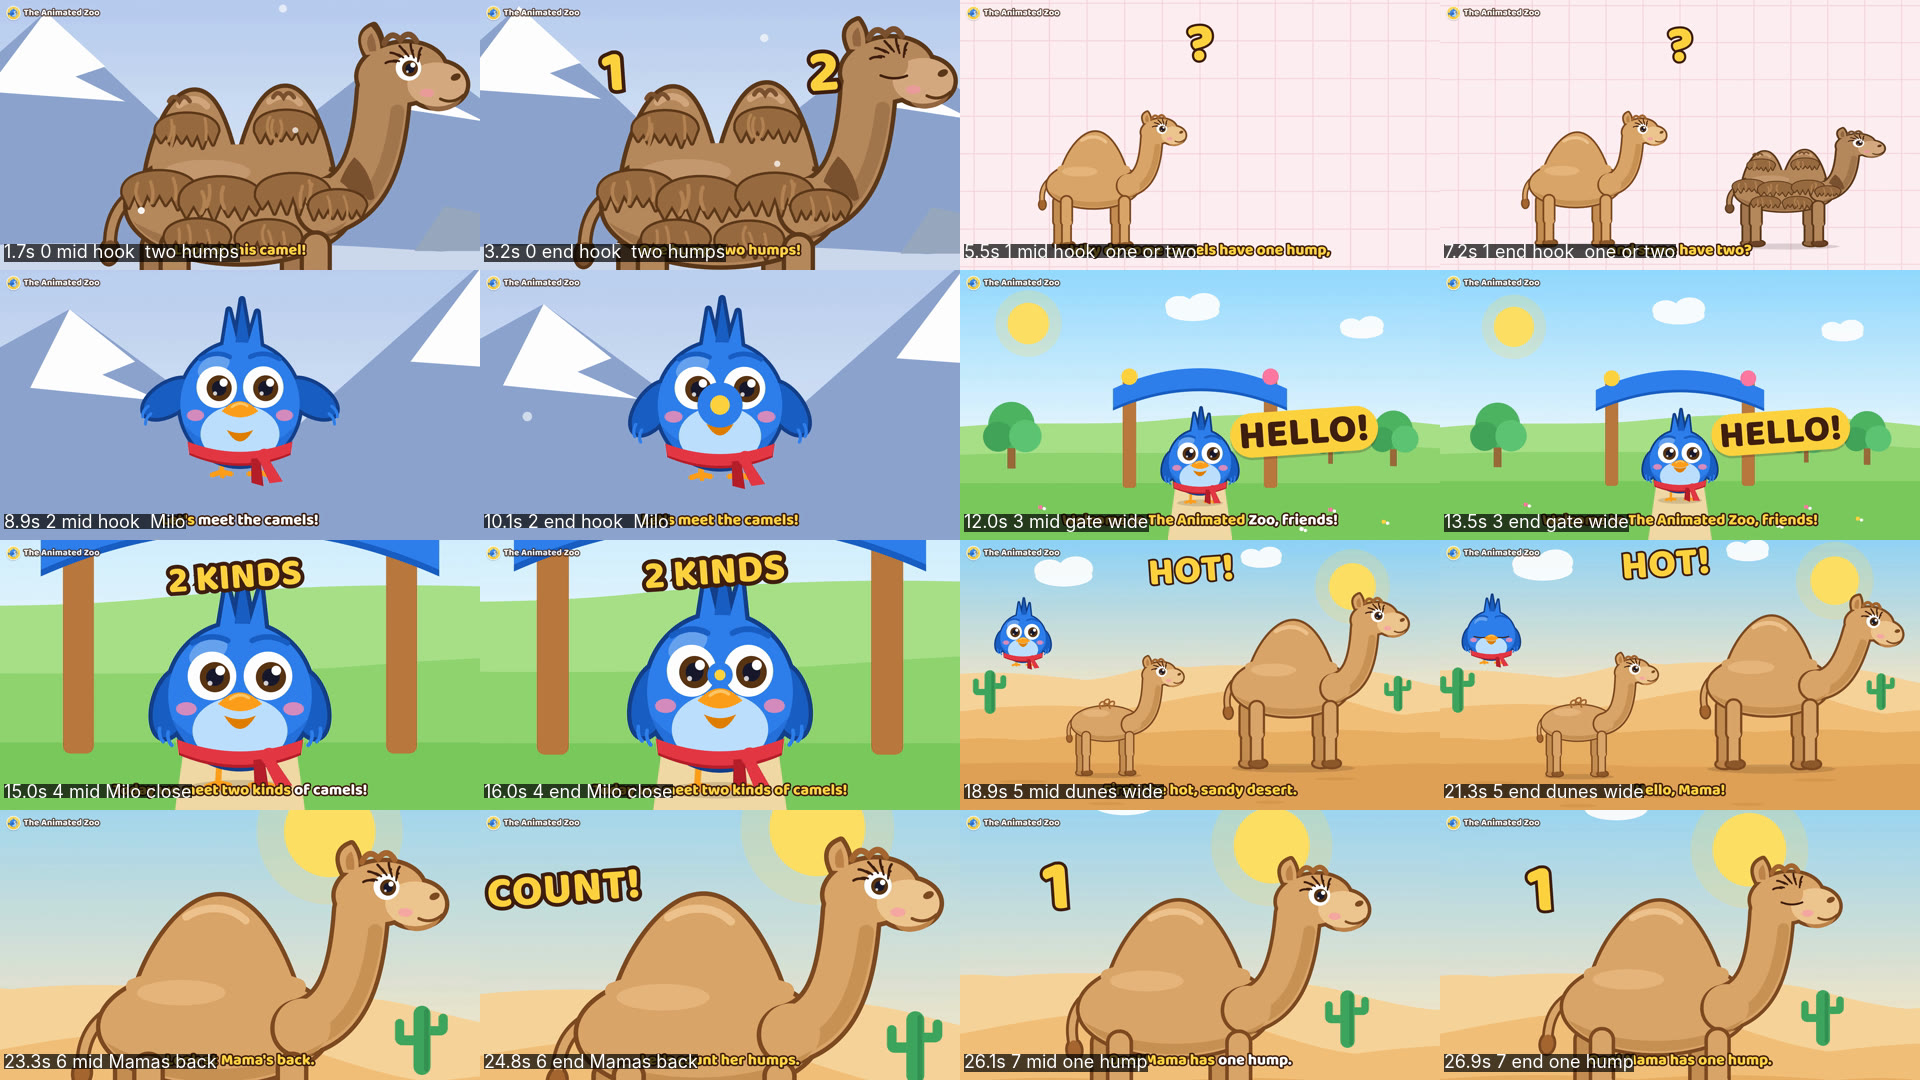 The Animated Zoo
his camel!
1.7s 0 mid hook two humps
The Animated Zoo
1
2
wo humps!
3.2s 0 end hook two humps
The Animated Zoo
?
els have one hump,
5.5s 1 mid hook one or two
The Animated Zoo
?
have two?
7.2s 1 end hook one or two
The Animated Zoo
's meet the camels!
8.9s 2 mid hook Milo
The Animated Zoo
s meet the camels!
10.1s 2 end hook Milo
The Animated Zoo
HELLO!
The Animated Zoo, friends!
12.0s 3 mid gate wide
The Animated Zoo
HELLO!
The Animated Zoo, friends!
13.5s 3 end gate wide
The Animated Zoo
2 KINDS
meet two kinds of camels!
15.0s 4 mid Milo close
The Animated Zoo
2 KINDS
meet two kinds of camels!
16.0s 4 end Milo close
The Animated Zoo
HOT!
hot, sandy desert.
18.9s 5 mid dunes wide
The Animated Zoo
HOT!
ello, Mama!
21.3s 5 end dunes wide
The Animated Zoo
Mama's back.
23.3s 6 mid Mamas back
The Animated Zoo
COUNT!
unt her humps.
24.8s 6 end Mamas back
The Animated Zoo
1
Mama has one hump.
26.1s 7 mid one hump
The Animated Zoo
1
Mama has one hump.
26.9s 7 end one hump